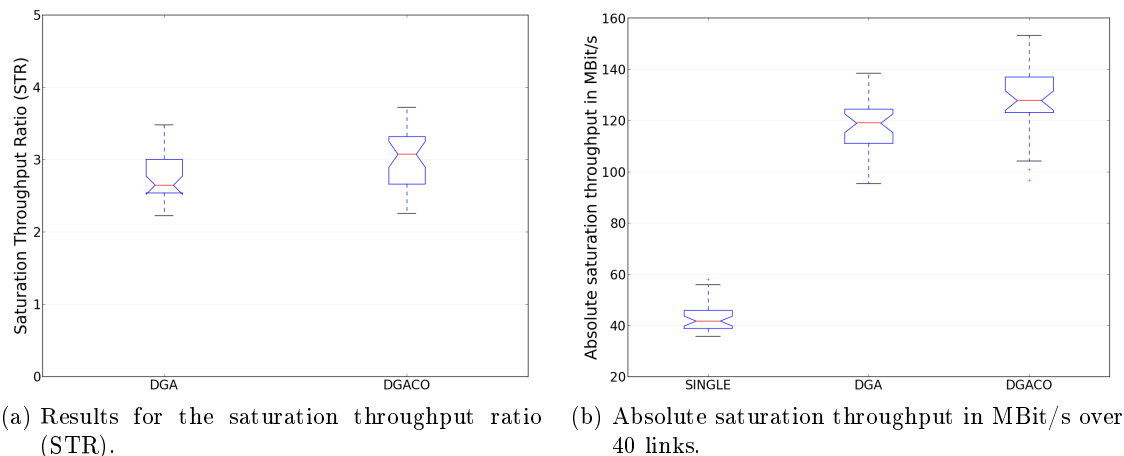 Saturation Throughput Ratio (STR)
5
4
3
2
1
0
DGA DGACO
(a) Results for the saturation throughput ratio
(STR).
Absolute saturation throughput in MBit/s
160
140
120
100
80
60
40
20
SINGLE DGA DGACO
(b) Absolute saturation throughput in MBit/s over
40 links.